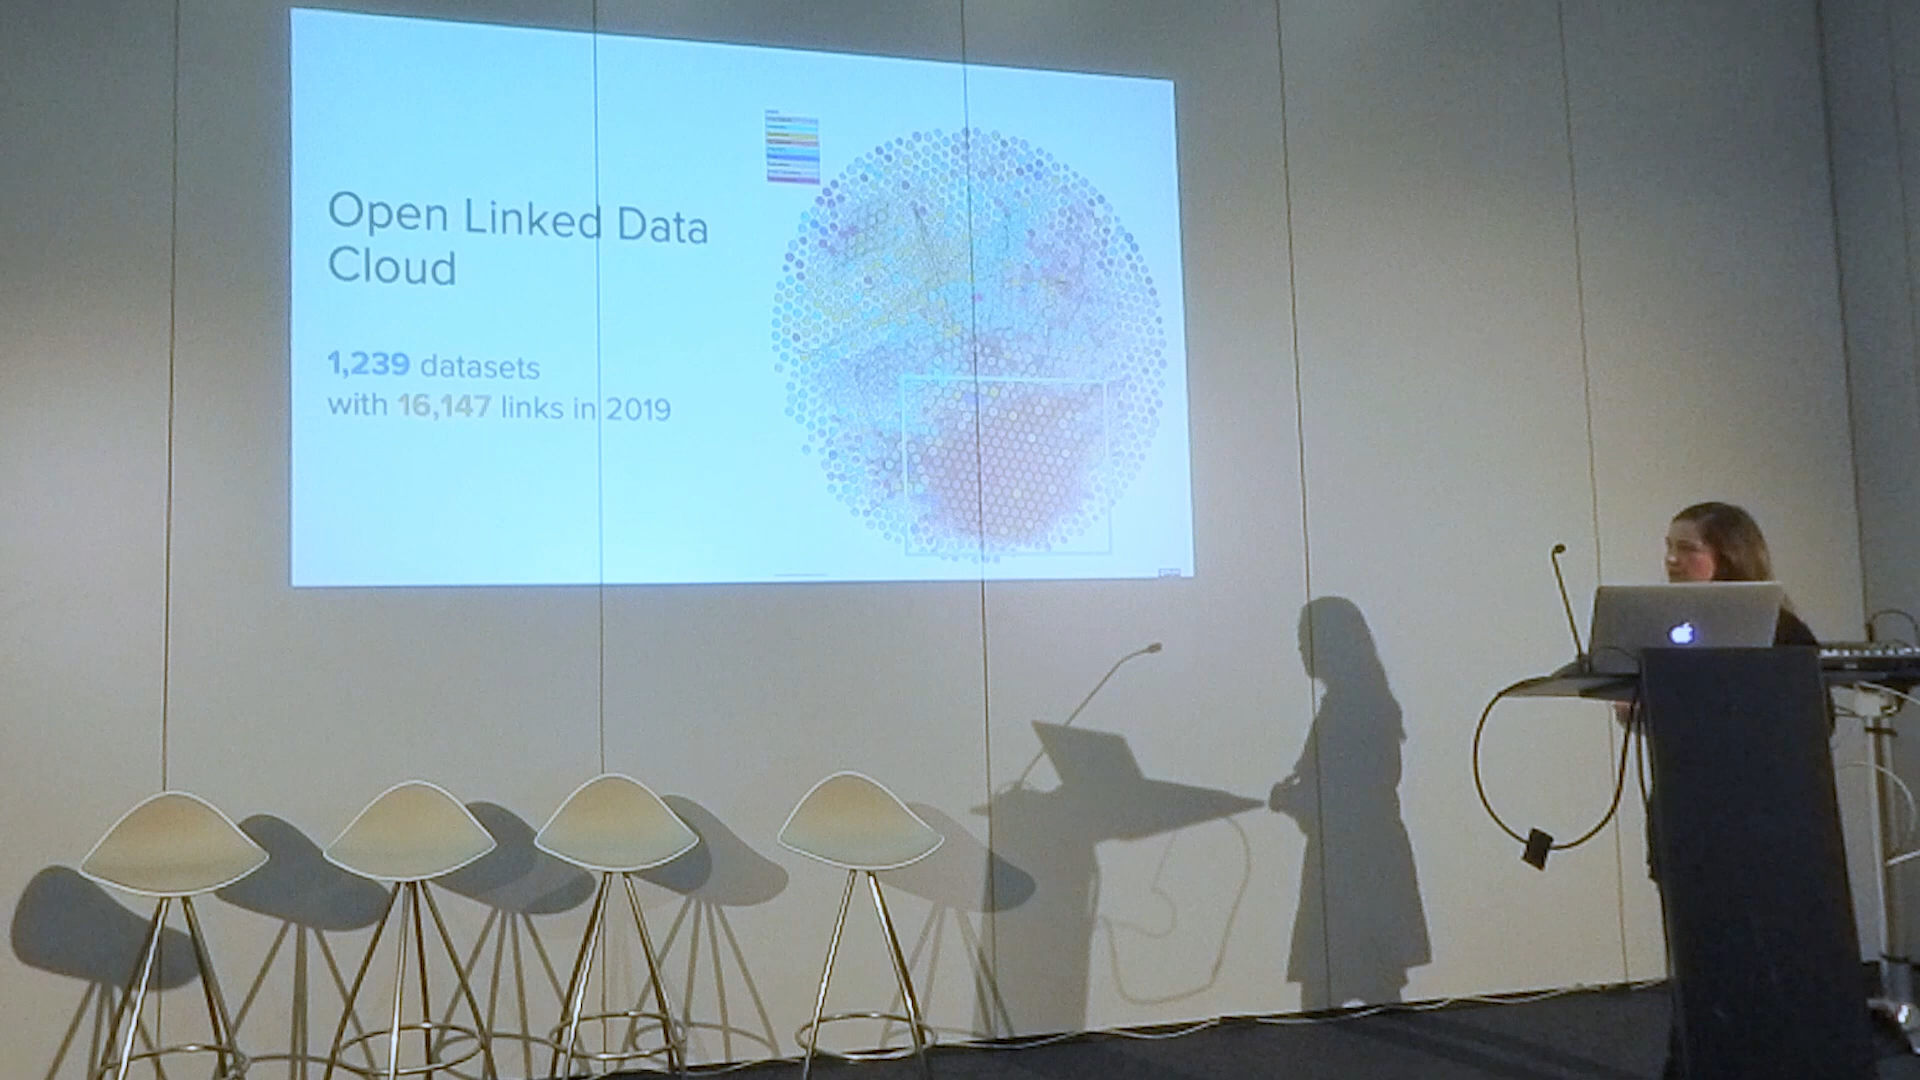 Open Linked Data
Cloud
1,239 datasets
with 16,147 links in 2019